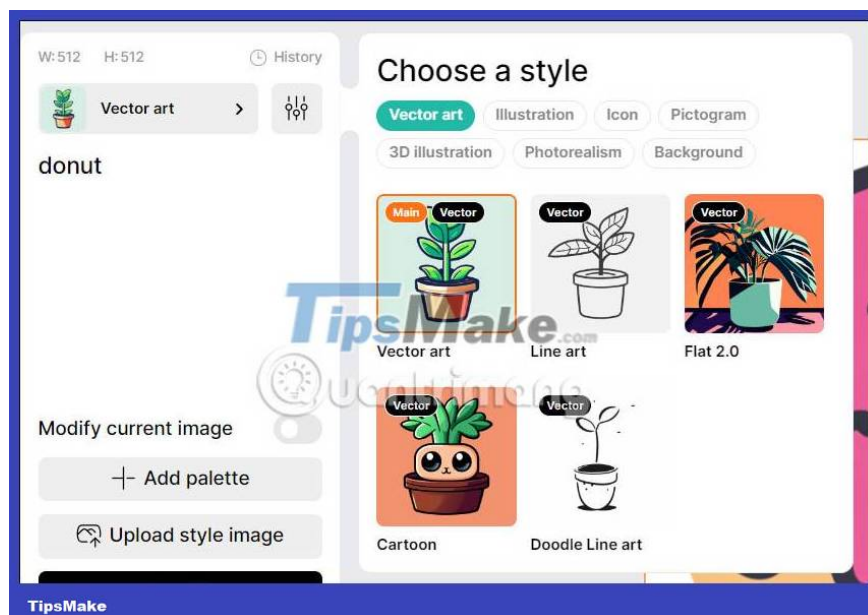 W:512 H:512 History
Vector art
donut
Modify current image
Add palette
Upload style image
Choose a style
Vector art Illustration Icon Pictogram
3D illustration Photorealism Background
Main Vector Vector Vector
Vector art Line art Flat 2.0
Vector Vector
Cartoon Doodle Line art
TipsMake.com
Quantrimang
TipsMake